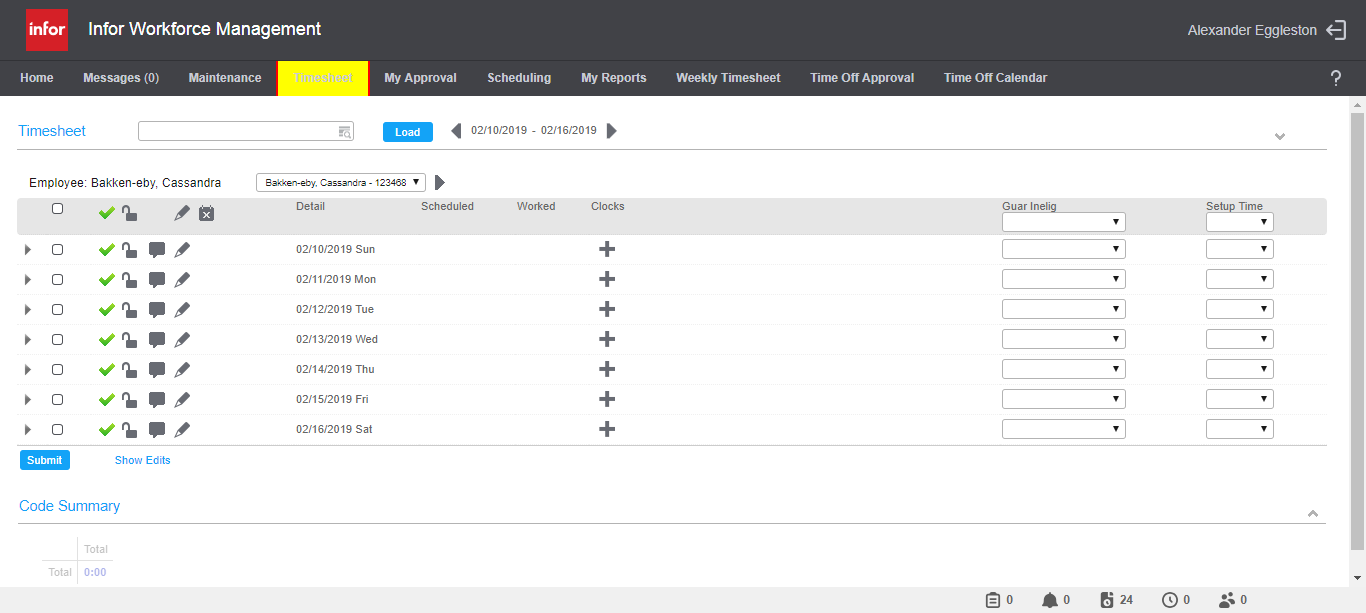 infor Infor Workforce Management Alexander Eggleston
Home Messages (0) Maintenance Timesheet My Approval Scheduling My Reports Weekly Timesheet Time Off Approval Time Off Calendar ?
Timesheet Load 02/10/2019 - 02/16/2019
Employee: Bakken-eby, Cassandra Bakken-eby, Cassandra - 123468
Detail Scheduled Worked Clocks Guar Inelig Setup Time
02/10/2019 Sun
02/11/2019 Mon
02/12/2019 Tue
02/13/2019 Wed
02/14/2019 Thu
02/15/2019 Fri
02/16/2019 Sat
Submit Show Edits
Code Summary
Total
Total 0:00
0 0 24 0 0